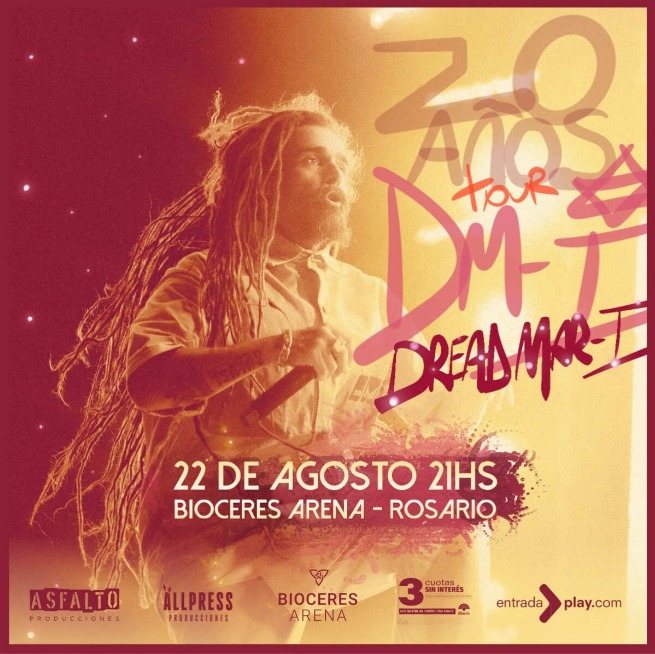 20
AÑOS
TOUR
DM-I
DREAD MAR-I
22 DE AGOSTO 21HS
BIOCERES ARENA - ROSARIO
ASFALTO
PRODUCCIONES
ALLPRESS
PRODUCCIONES
BIOCERES
ARENA
3 cuotas
SIN INTERÉS
entrada play.com